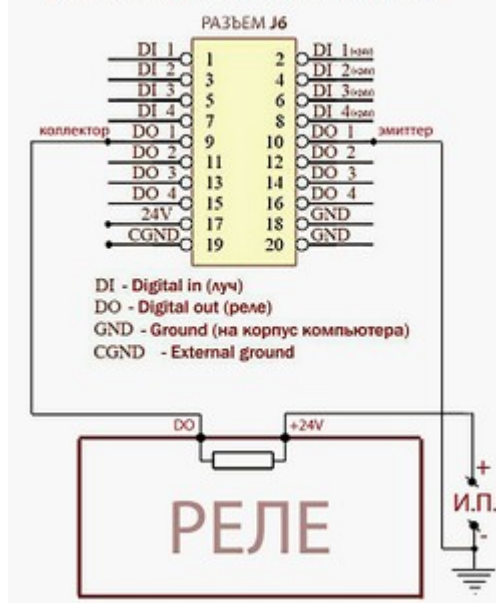 РАЗЪЕМ J6
DI 1 1 2 DI 1
DI 2 3 4 DI 2
DI 3 5 6 DI 3
DI 4 7 8 DI 4
коллектор DO 1 9 10 DO 1 эмиттер
DO 2 11 12 DO 2
DO 3 13 14 DO 3
DO 4 15 16 DO 4
24V 17 18 GND
CGND 19 20 GND
DI - Digital in (луч)
DO - Digital out (реле)
GND - Ground (на корпус компьютера)
CGND - External ground
DO +24V
+
И.П.
-
РЕЛЕ